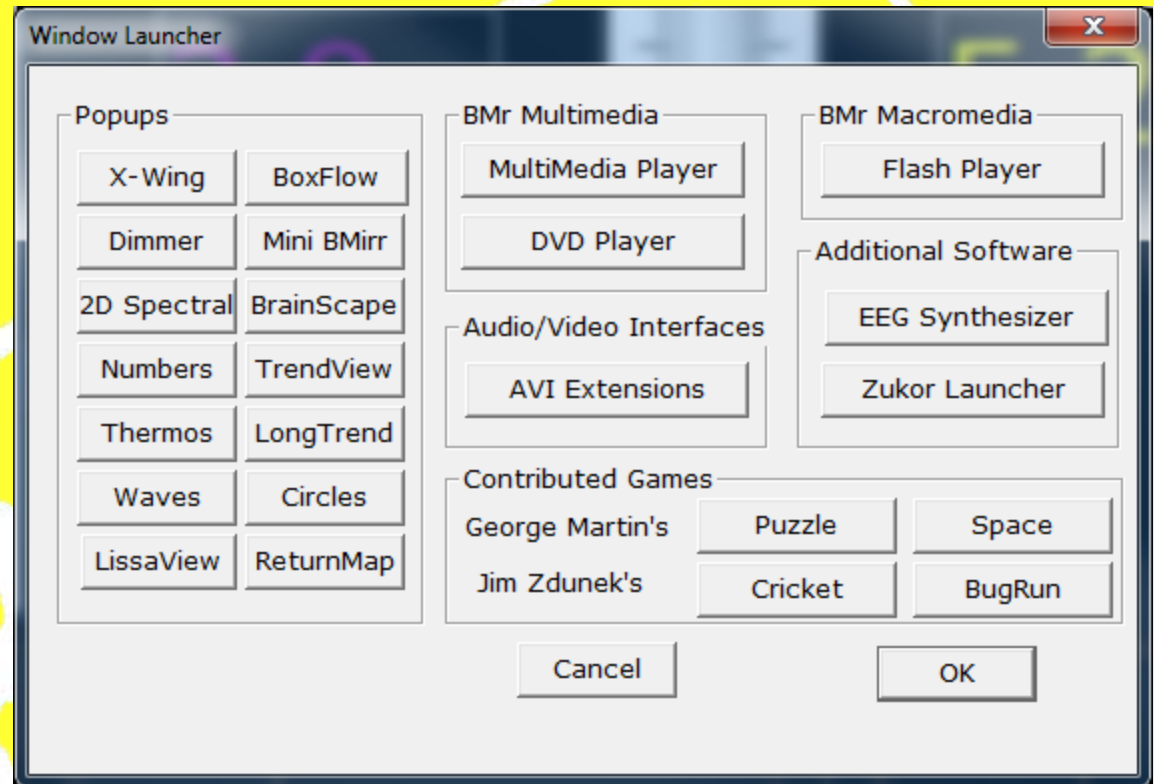 Window Launcher
Popups
X-Wing BoxFlow
Dimmer Mini BMirr
2D Spectral BrainScape
Numbers TrendView
Thermos LongTrend
Waves Circles
LissaView ReturnMap
BMr Multimedia
MultiMedia Player
DVD Player
Audio/Video Interfaces
AVI Extensions
BMr Macromedia
Flash Player
Additional Software
EEG Synthesizer
Zukor Launcher
Contributed Games
George Martin's Puzzle Space
Jim Zdunek's Cricket BugRun
Cancel OK